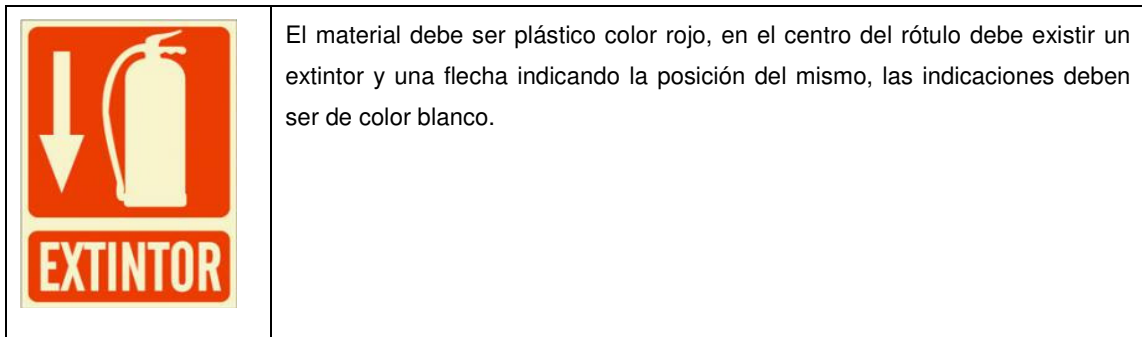 EXTINTOR
El material debe ser plástico color rojo, en el centro del rótulo debe existir un
extintor y una flecha indicando la posición del mismo, las indicaciones deben
ser de color blanco.